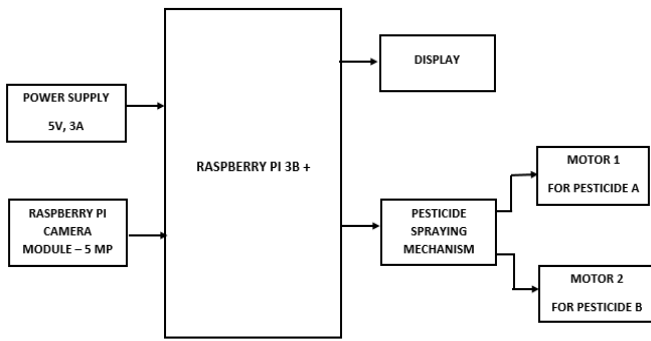 POWER SUPPLY
5V, 3A
RASPBERRY PI
CAMERA
MODULE – 5 MP
RASPBERRY PI 3B +
DISPLAY
PESTICIDE
SPRAYING
MECHANISM
MOTOR 1
FOR PESTICIDE A
MOTOR 2
FOR PESTICIDE B